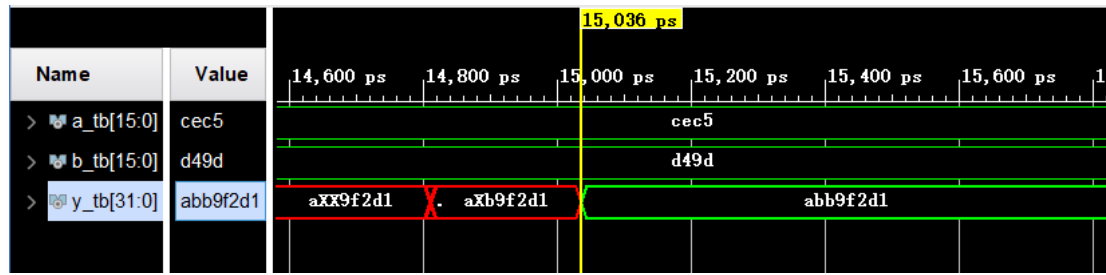 15,036 ps
Name Value 14,600 ps 14,800 ps 15,000 ps 15,200 ps 15,400 ps 15,600 ps 1
> a_tb[15:0] cec5 cec5
> b_tb[15:0] d49d d49d
> y_tb[31:0] abb9f2d1 aXX9f2d1 . aXb9f2d1 abb9f2d1